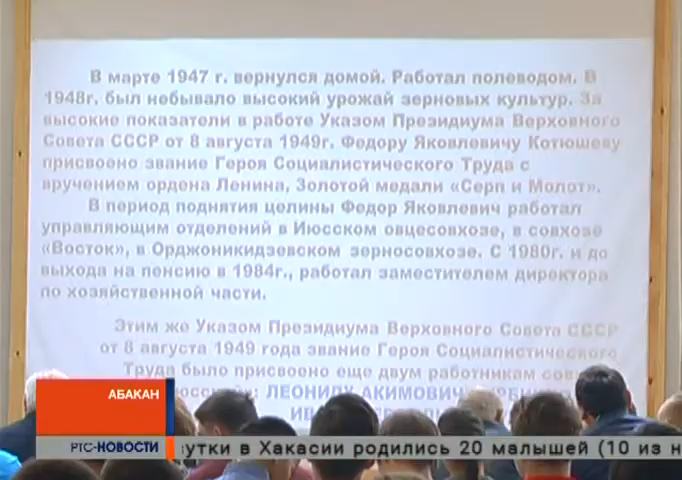 В марте 1947 г. вернулся домой. Работал полеводом. В
1948г. был небывало высокий урожай зерновых культур. За
высокие показатели в работе Указом Президиума Верховного
Совета СССР от 8 августа 1949г. Федору Яковлевичу Котюшеву
присвоено звание Героя Социалистического Труда с
вручением ордена Ленина, Золотой медали «Серп и Молот».
В период поднятия целины Федор Яковлевич работал
управляющим отделений в Июсском овцесовхозе, в совхозе
«Восток», в Орджоникидзевском зерносовхозе. С 1980г. и до
выхода на пенсию в 1984г., работал заместителем директора
по хозяйственной части.
Этим же Указом Президиума Верховного Совета СССР
от 8 августа 1949 года звание Героя Социалистического
Труда было присвоено еще двум работникам
ЛЕОНИДУ АКИМОВИЧУ
АБАКАН
РТС-НОВОСТИ
утки в Хакасии родились 20 малышей (10 из н